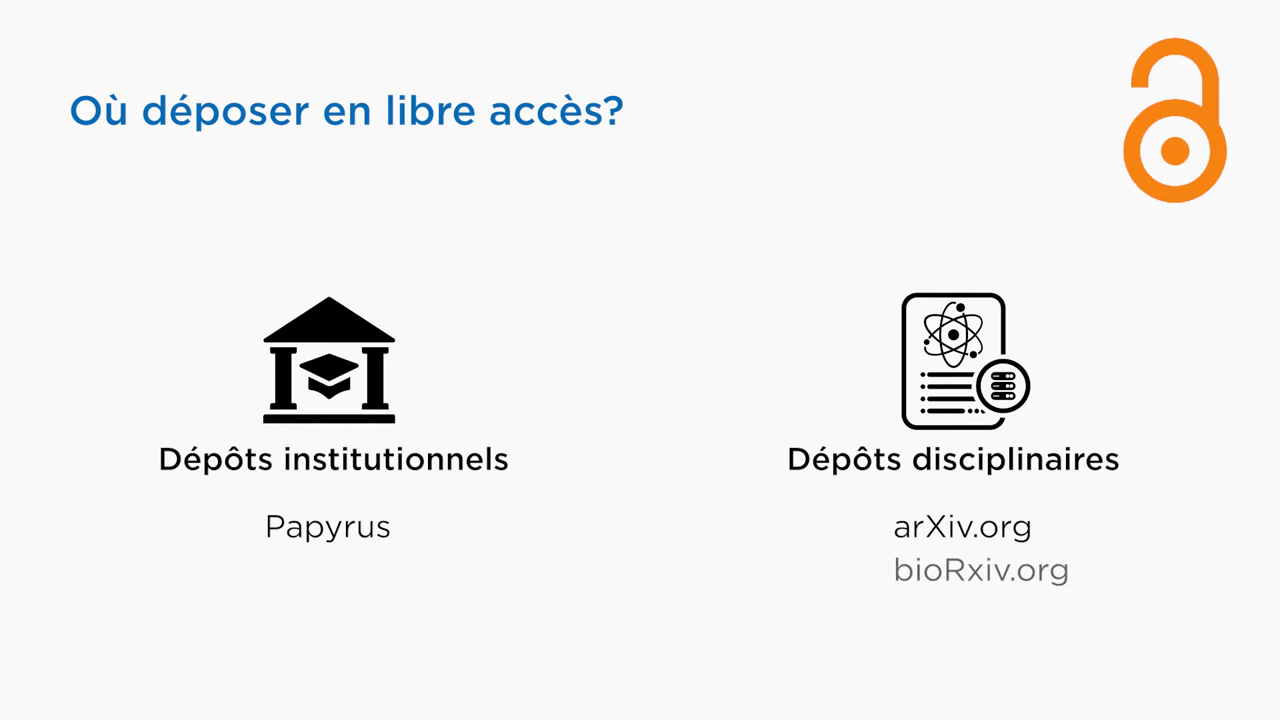 Où déposer en libre accès?
Dépôts institutionnels
Papyrus
Dépôts disciplinaires
arXiv.org
bioRxiv.org